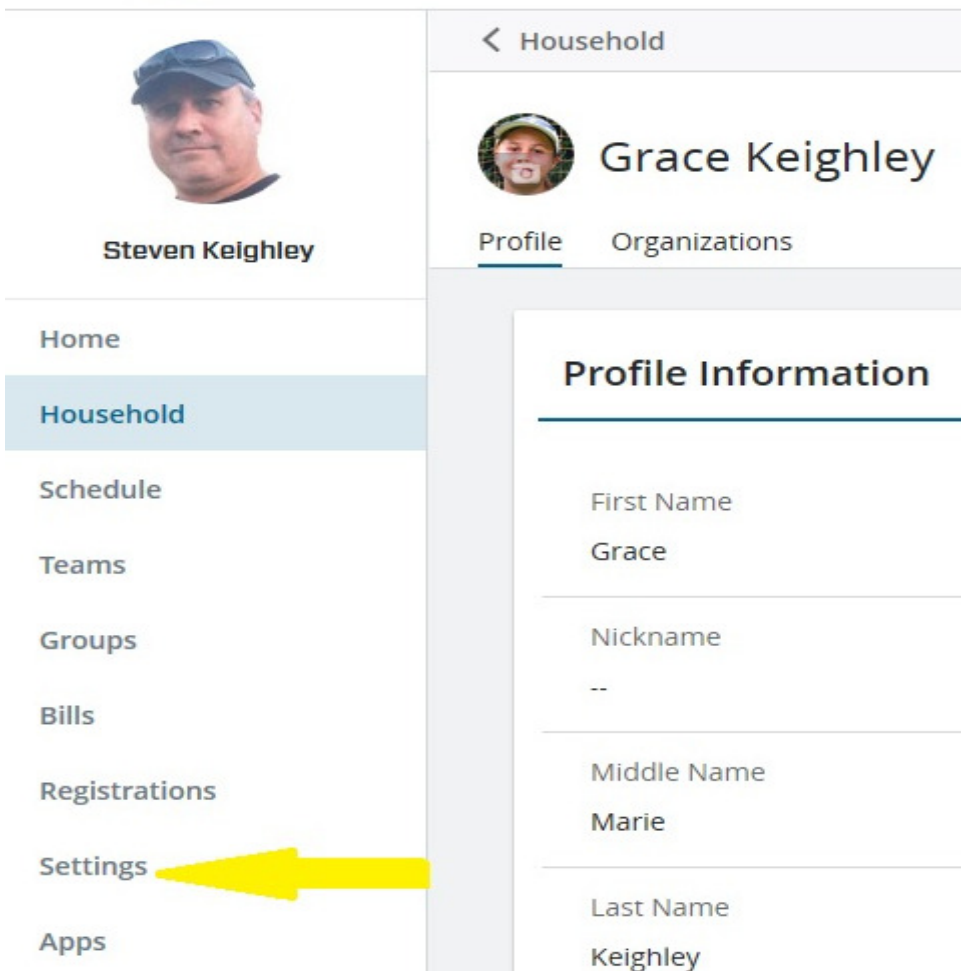 Steven Keighley
Home
Household
Schedule
Teams
Groups
Bills
Registrations
Settings
Apps
Household
Grace Keighley
Profile Organizations
Profile Information
First Name
Grace
Nickname
--
Middle Name
Marie
Last Name
Keighley